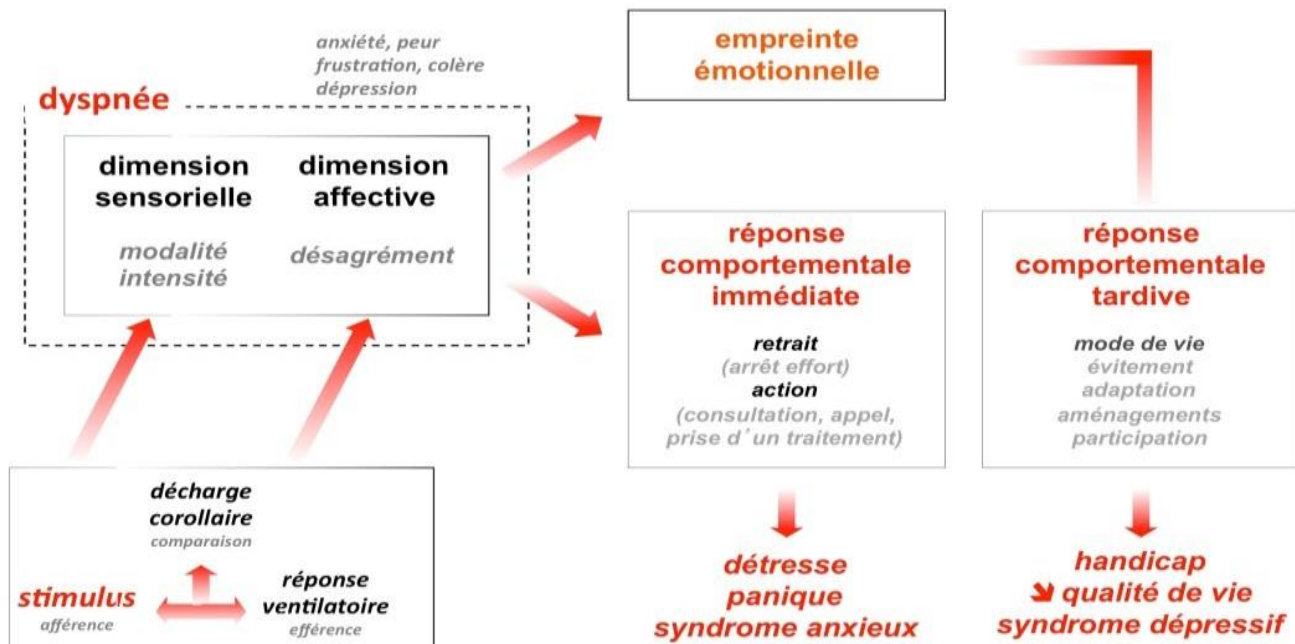 anxiété, peur
frustration, colère
dépression
dyspnée
dimension
sensorielle
modalité
intensité
dimension
affective
désagrément
décharge
corollaire
comparaison
stimulus
afférence
réponse
ventilatoire
efférence
empreinte
émotionnelle
réponse
comportementale
immédiate
retrait
(arrêt effort)
action
(consultation, appel,
prise d'un traitement)
détresse
panique
syndrome anxieux
réponse
comportementale
tardive
mode de vie
évitement
adaptation
aménagements
participation
handicap
➘ qualité de vie
syndrome dépressif